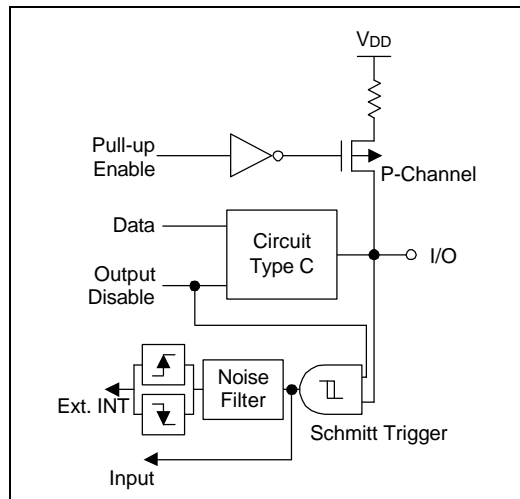 VDD
Pull-up
Enable
P-Channel
Data
Circuit
Type C
I/O
Output
Disable
Noise
Filter
Ext. INT
Schmitt Trigger
Input